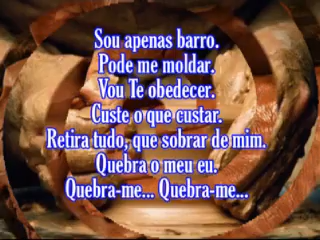 Sou apenas barro.
Pode me moldar.
Vou Te obedecer.
Custe o que custar.
Retira tudo, que sobrar de mim.
Quebra o meu eu.
Quebra-me... Quebra-me...